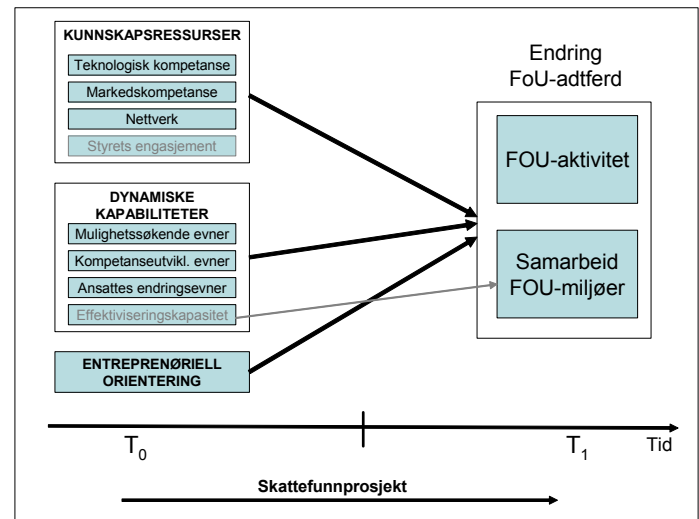 KUNNSKAPSRESSURSER
Teknologisk kompetanse
Markedskompetanse
Nettverk
Styrets engasjement
DYNAMISKE
KAPABILITETER
Mulighetssøkende evner
Kompetanseutvikl. evner
Ansattes endringsevner
Effektiviseringskapasitet
ENTREPRENØRIELL
ORIENTERING
Endring
FoU-adtferd
FOU-aktivitet
Samarbeid
FOU-miljøer
T₀
T₁
Tid
Skattefunnprosjekt